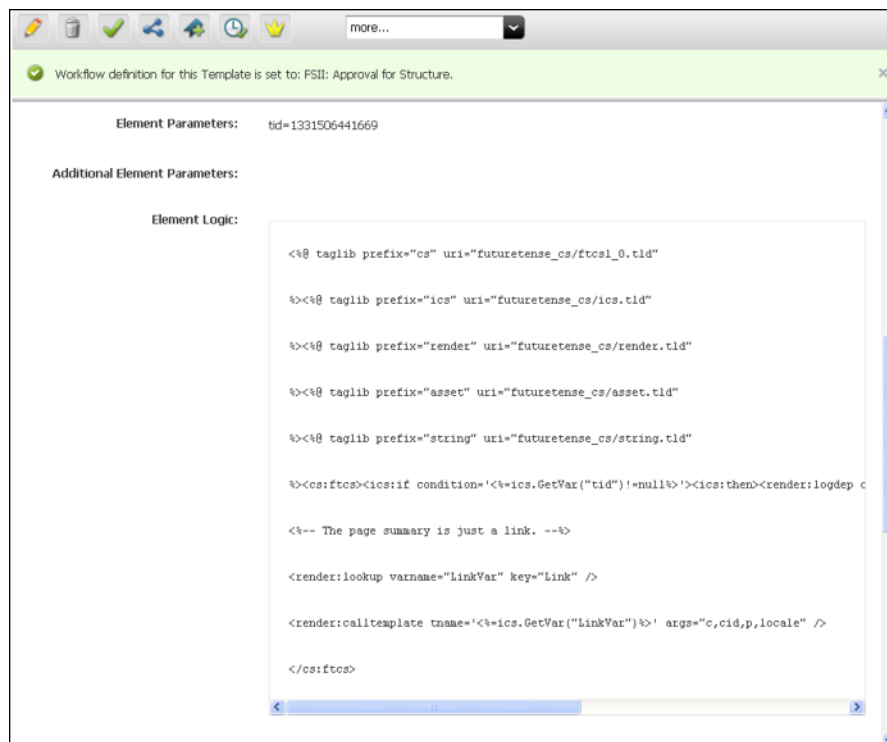 more...
Workflow definition for this Template is set to: FSII: Approval for Structure.
Element Parameters: tid=1331506441669
Additional Element Parameters:
Element Logic:
<%@ taglib prefix="cs" uri="futuretense_cs/ftcs1_0.tld"
%><%@ taglib prefix="ics" uri="futuretense_cs/ics.tld"
%><%@ taglib prefix="render" uri="futuretense_cs/render.tld"
%><%@ taglib prefix="asset" uri="futuretense_cs/asset.tld"
%><%@ taglib prefix="string" uri="futuretense_cs/string.tld"
%><cs:ftcs><ics:if condition='<%=ics.GetVar("tid")!=null%>'><ics:then><render:logdep c
<%-- The page summary is just a link. --%>
<render:lookup varname="LinkVar" key="Link" />
<render:calltemplate tname='<%=ics.GetVar("LinkVar")%>' args="c,cid,p,locale" />
</cs:ftcs>